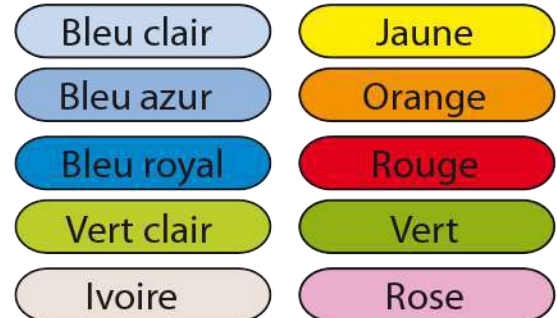 Bleu clair
Jaune
Bleu azur
Orange
Bleu royal
Rouge
Vert clair
Vert
Ivoire
Rose